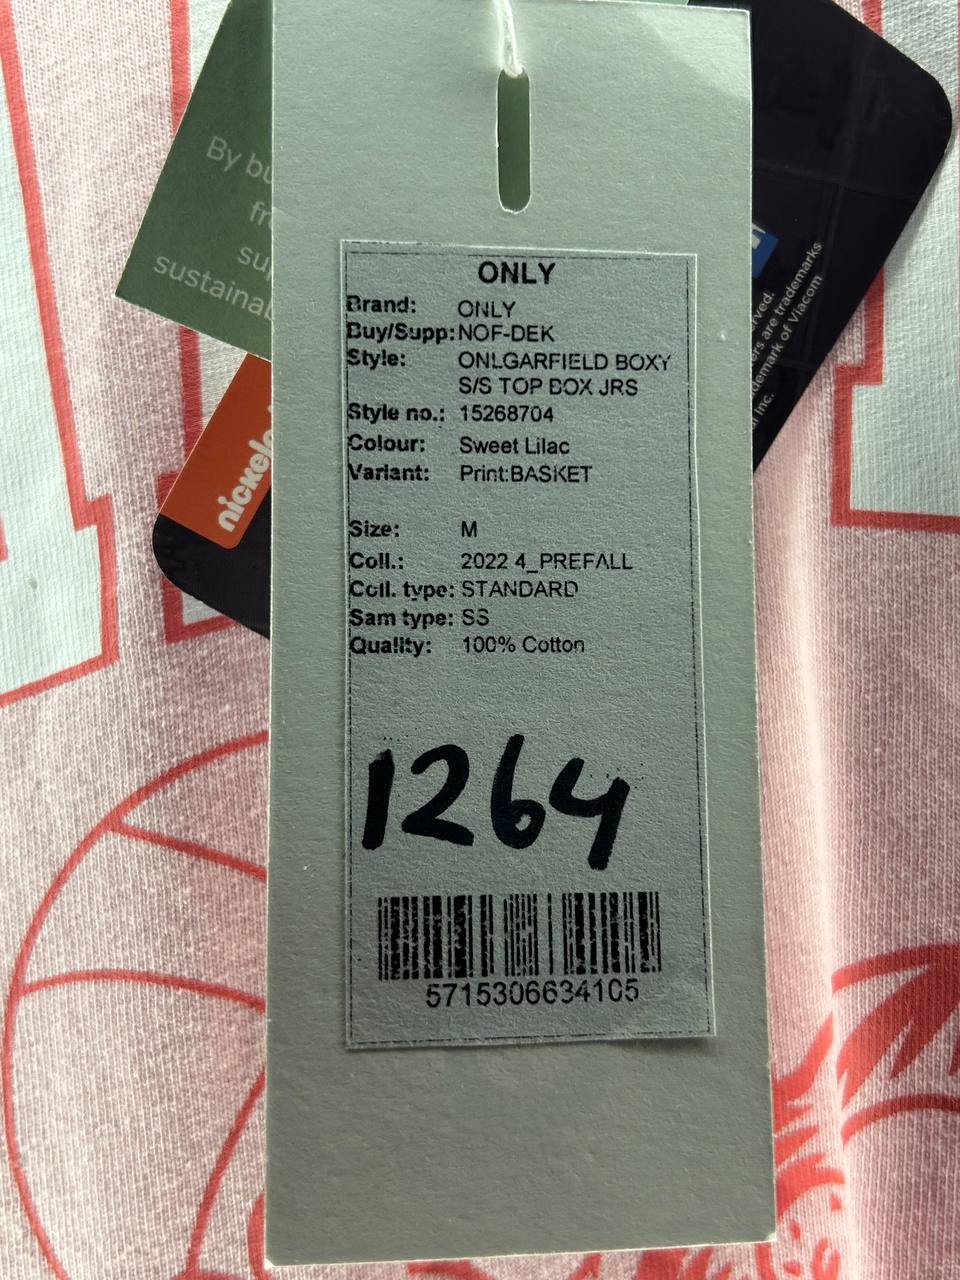 By bu
fr
su
sustainab
nickelo
rved.
ers are trademarks
demark of Viacom
l Inc.
ONLY
Brand: ONLY
Buy/Supp: NOF-DEK
Style: ONLGARFIELD BOXY
S/S TOP BOX JRS
Style no.: 15268704
Colour: Sweet Lilac
Variant: Print:BASKET
Size: M
Coll.: 2022 4_PREFALL
Coll. type: STANDARD
Sam type: SS
Quality: 100% Cotton
1264
5715306634105